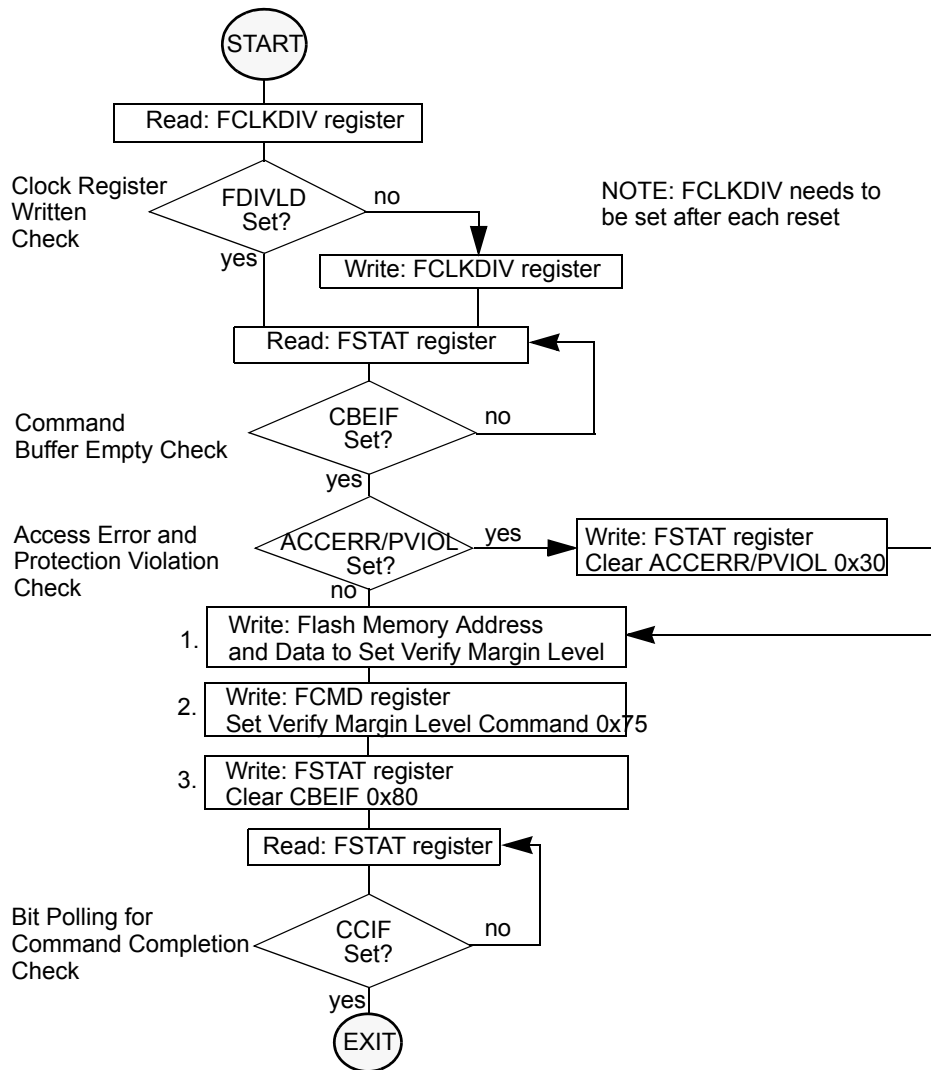 START
Read: FCLKDIV register
Clock Register
Written
Check
FDIVLD
Set?
no
yes
NOTE: FCLKDIV needs to
be set after each reset
Write: FCLKDIV register
Read: FSTAT register
Command
Buffer Empty Check
CBEIF
Set?
no
yes
Access Error and
Protection Violation
Check
ACCERR/PVIOL
Set?
yes
no
Write: FSTAT register
Clear ACCERR/PVIOL 0x30
1.
Write: Flash Memory Address
and Data to Set Verify Margin Level
2.
Write: FCMD register
Set Verify Margin Level Command 0x75
3.
Write: FSTAT register
Clear CBEIF 0x80
Read: FSTAT register
Bit Polling for
Command Completion
Check
CCIF
Set?
no
yes
EXIT